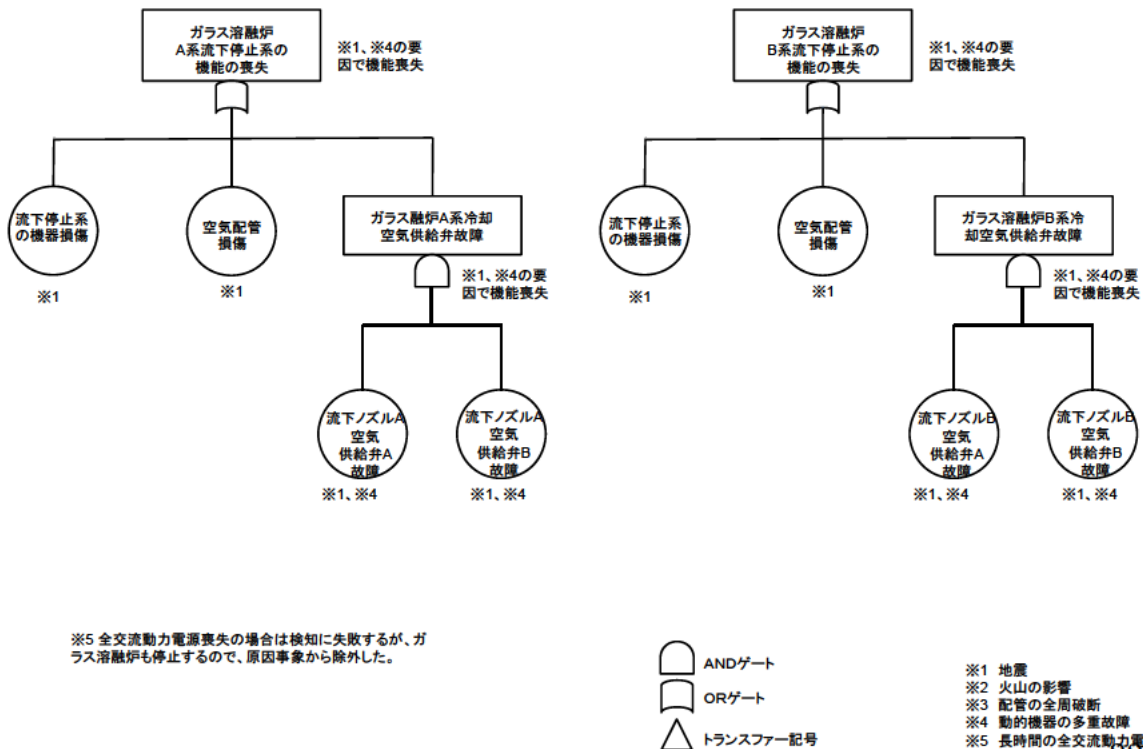 ガラス溶融炉
A系流下停止系の
機能の喪失
※1、※4の要
因で機能喪失
流下停止系
の機器損傷
※1
空気配管
損傷
※1
ガラス融炉A系冷却
空気供給弁故障
※1、※4の要
因で機能喪失
流下ノズルA
空気
供給弁A
故障
※1、※4
流下ノズルA
空気
供給弁B
故障
※1、※4
ガラス溶融炉
B系流下停止系の
機能の喪失
※1、※4の要
因で機能喪失
流下停止系
の機器損傷
※1
空気配管
損傷
※1
ガラス溶融炉B系冷
却空気供給弁故障
※1、※4の要
因で機能喪失
流下ノズルB
空気
供給弁A
故障
※1、※4
流下ノズルB
空気
供給弁B
故障
※1、※4
※5 全交流動力電源喪失の場合は検知に失敗するが、ガ
ラス溶融炉も停止するので、原因事象から除外した。
ANDゲート
ORゲート
トランスファー記号
※1 地震
※2 火山の影響
※3 配管の全周破断
※4 動的機器の多重故障
※5 長時間の全交流動力電